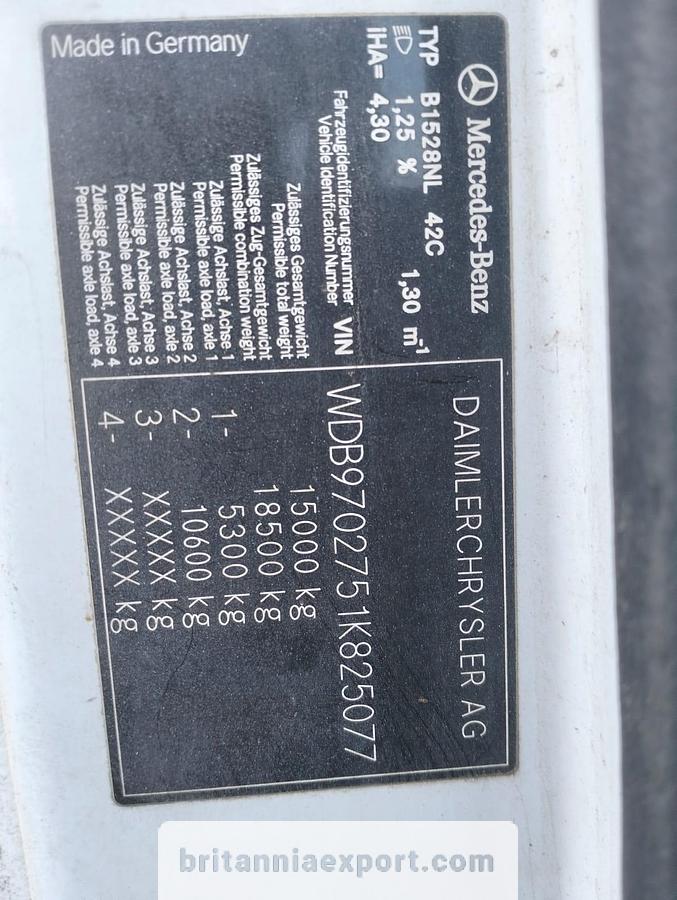 Mercedes-Benz
DAIMLERCHRYSLER AG
TYP B1528NL 42C
1,25 % 1,30 m-1
iHA= 4,30
Fahrzeugidentifizierungsnummer
Vehicle Identification Number
VIN WDB9702751K825077
Zulässiges Gesamtgewicht
Permissible total weight
15000 kg
Zulässiges Zug-Gesamtgewicht
Permissible combination weight
18500 kg
Zulässige Achslast, Achse 1
Permissible axle load, axle 1
1- 5300 kg
Zulässige Achslast, Achse 2
Permissible axle load, axle 2
2- 10600 kg
Zulässige Achslast, Achse 3
Permissible axle load, axle 3
3- XXXXX kg
Zulässige Achslast, Achse 4
Permissible axle load, axle 4
4- XXXXX kg
Made in Germany
britanniaexport.com